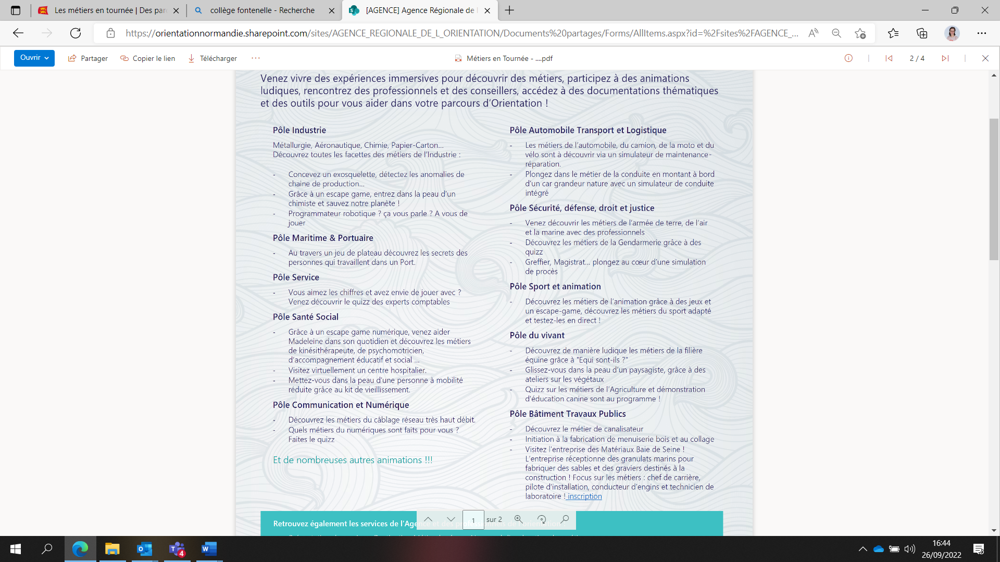 Les métiers en tournée | Des par
collège fontenelle - Recherche
[AGENCE] Agence Régionale de l
https://orientationnormandie.sharepoint.com/sites/AGENCE_REGIONALE_DE_L_ORIENTATION/Documents%20partages/Forms/AllItems.aspx?id=%2Fsites%2FAGENCE_...
Ouvrir
Partager
Copier le lien
Télécharger
Métiers en Tournée - ....pdf
2 / 4
Venez vivre des expériences immersives pour découvrir des métiers, participez à des animations
ludiques, rencontrez des professionnels et des conseillers, accédez à des documentations thématiques
et des outils pour vous aider dans votre parcours d'Orientation !
Pôle Industrie
Métallurgie, Aéronautique, Chimie, Papier-Carton...
Découvrez toutes les facettes des métiers de l'Industrie :
- Concevez un exosquelette, détectez les anomalies de
chaine de production...
- Grâce à un escape game, entrez dans la peau d'un
chimiste et sauvez notre planète !
- Programmateur robotique ? ça vous parle ? A vous de
jouer
Pôle Maritime & Portuaire
- Au travers un jeu de plateau découvrez les secrets des
personnes qui travaillent dans un Port.
Pôle Service
- Vous aimez les chiffres et avez envie de jouer avec ?
Venez découvrir le quizz des experts comptables
Pôle Santé Social
- Grâce à un escape game numérique, venez aider
Madeleine dans son quotidien et découvrez les métiers
de kinésithérapeute, de psychomotricien,
d'accompagnement éducatif et social ...
- Visitez virtuellement un centre hospitalier.
- Mettez-vous dans la peau d'une personne à mobilité
réduite grâce au kit de vieillissement.
Pôle Communication et Numérique
- Découvrez les métiers du câblage réseau très haut débit.
- Quels métiers du numériques sont faits pour vous ?
Faites le quizz
Et de nombreuses autres animations !!!
Pôle Automobile Transport et Logistique
- Les métiers de l'automobile, du camion, de la moto et du
vélo sont à découvrir via un simulateur de maintenance-
réparation.
- Plongez dans le métier de la conduite en montant à bord
d'un car grandeur nature avec un simulateur de conduite
intégré
Pôle Sécurité, défense, droit et justice
- Venez découvrir les métiers de l'armée de terre, de l'air
et la marine avec des professionnels
- Découvrez les métiers de la Gendarmerie grâce à des
quizz
- Greffier, Magistrat... plongez au cœur d'une simulation
de procès
Pôle Sport et animation
- Découvrez les métiers de l'animation grâce à des jeux et
un escape-game, découvrez les métiers du sport adapté
et testez-les en direct !
Pôle du vivant
- Découvrez de manière ludique les métiers de la filière
équine grâce à "Equi sont-ils ?"
- Glissez-vous dans la peau d'un paysagiste, grâce à des
ateliers sur les végétaux
- Quizz sur les métiers de l'Agriculture et démonstration
d'éducation canine sont au programme !
Pôle Bâtiment Travaux Publics
- Découvrez le métier de canalisateur
- Initiation à la fabrication de menuiserie bois et au collage
- Visitez l'entreprise des Matériaux Baie de Seine !
L'entreprise réceptionne des granulats marins pour
fabriquer des sables et des graviers destinés à la
construction ! Focus sur les métiers : chef de carrière,
pilote d'installation, conducteur d'engins et technicien de
laboratoire ! inscription
Retrouvez également les services de l'Agence et des professionnels de l'orientation :
1 sur 2
4
16:44
26/09/2022